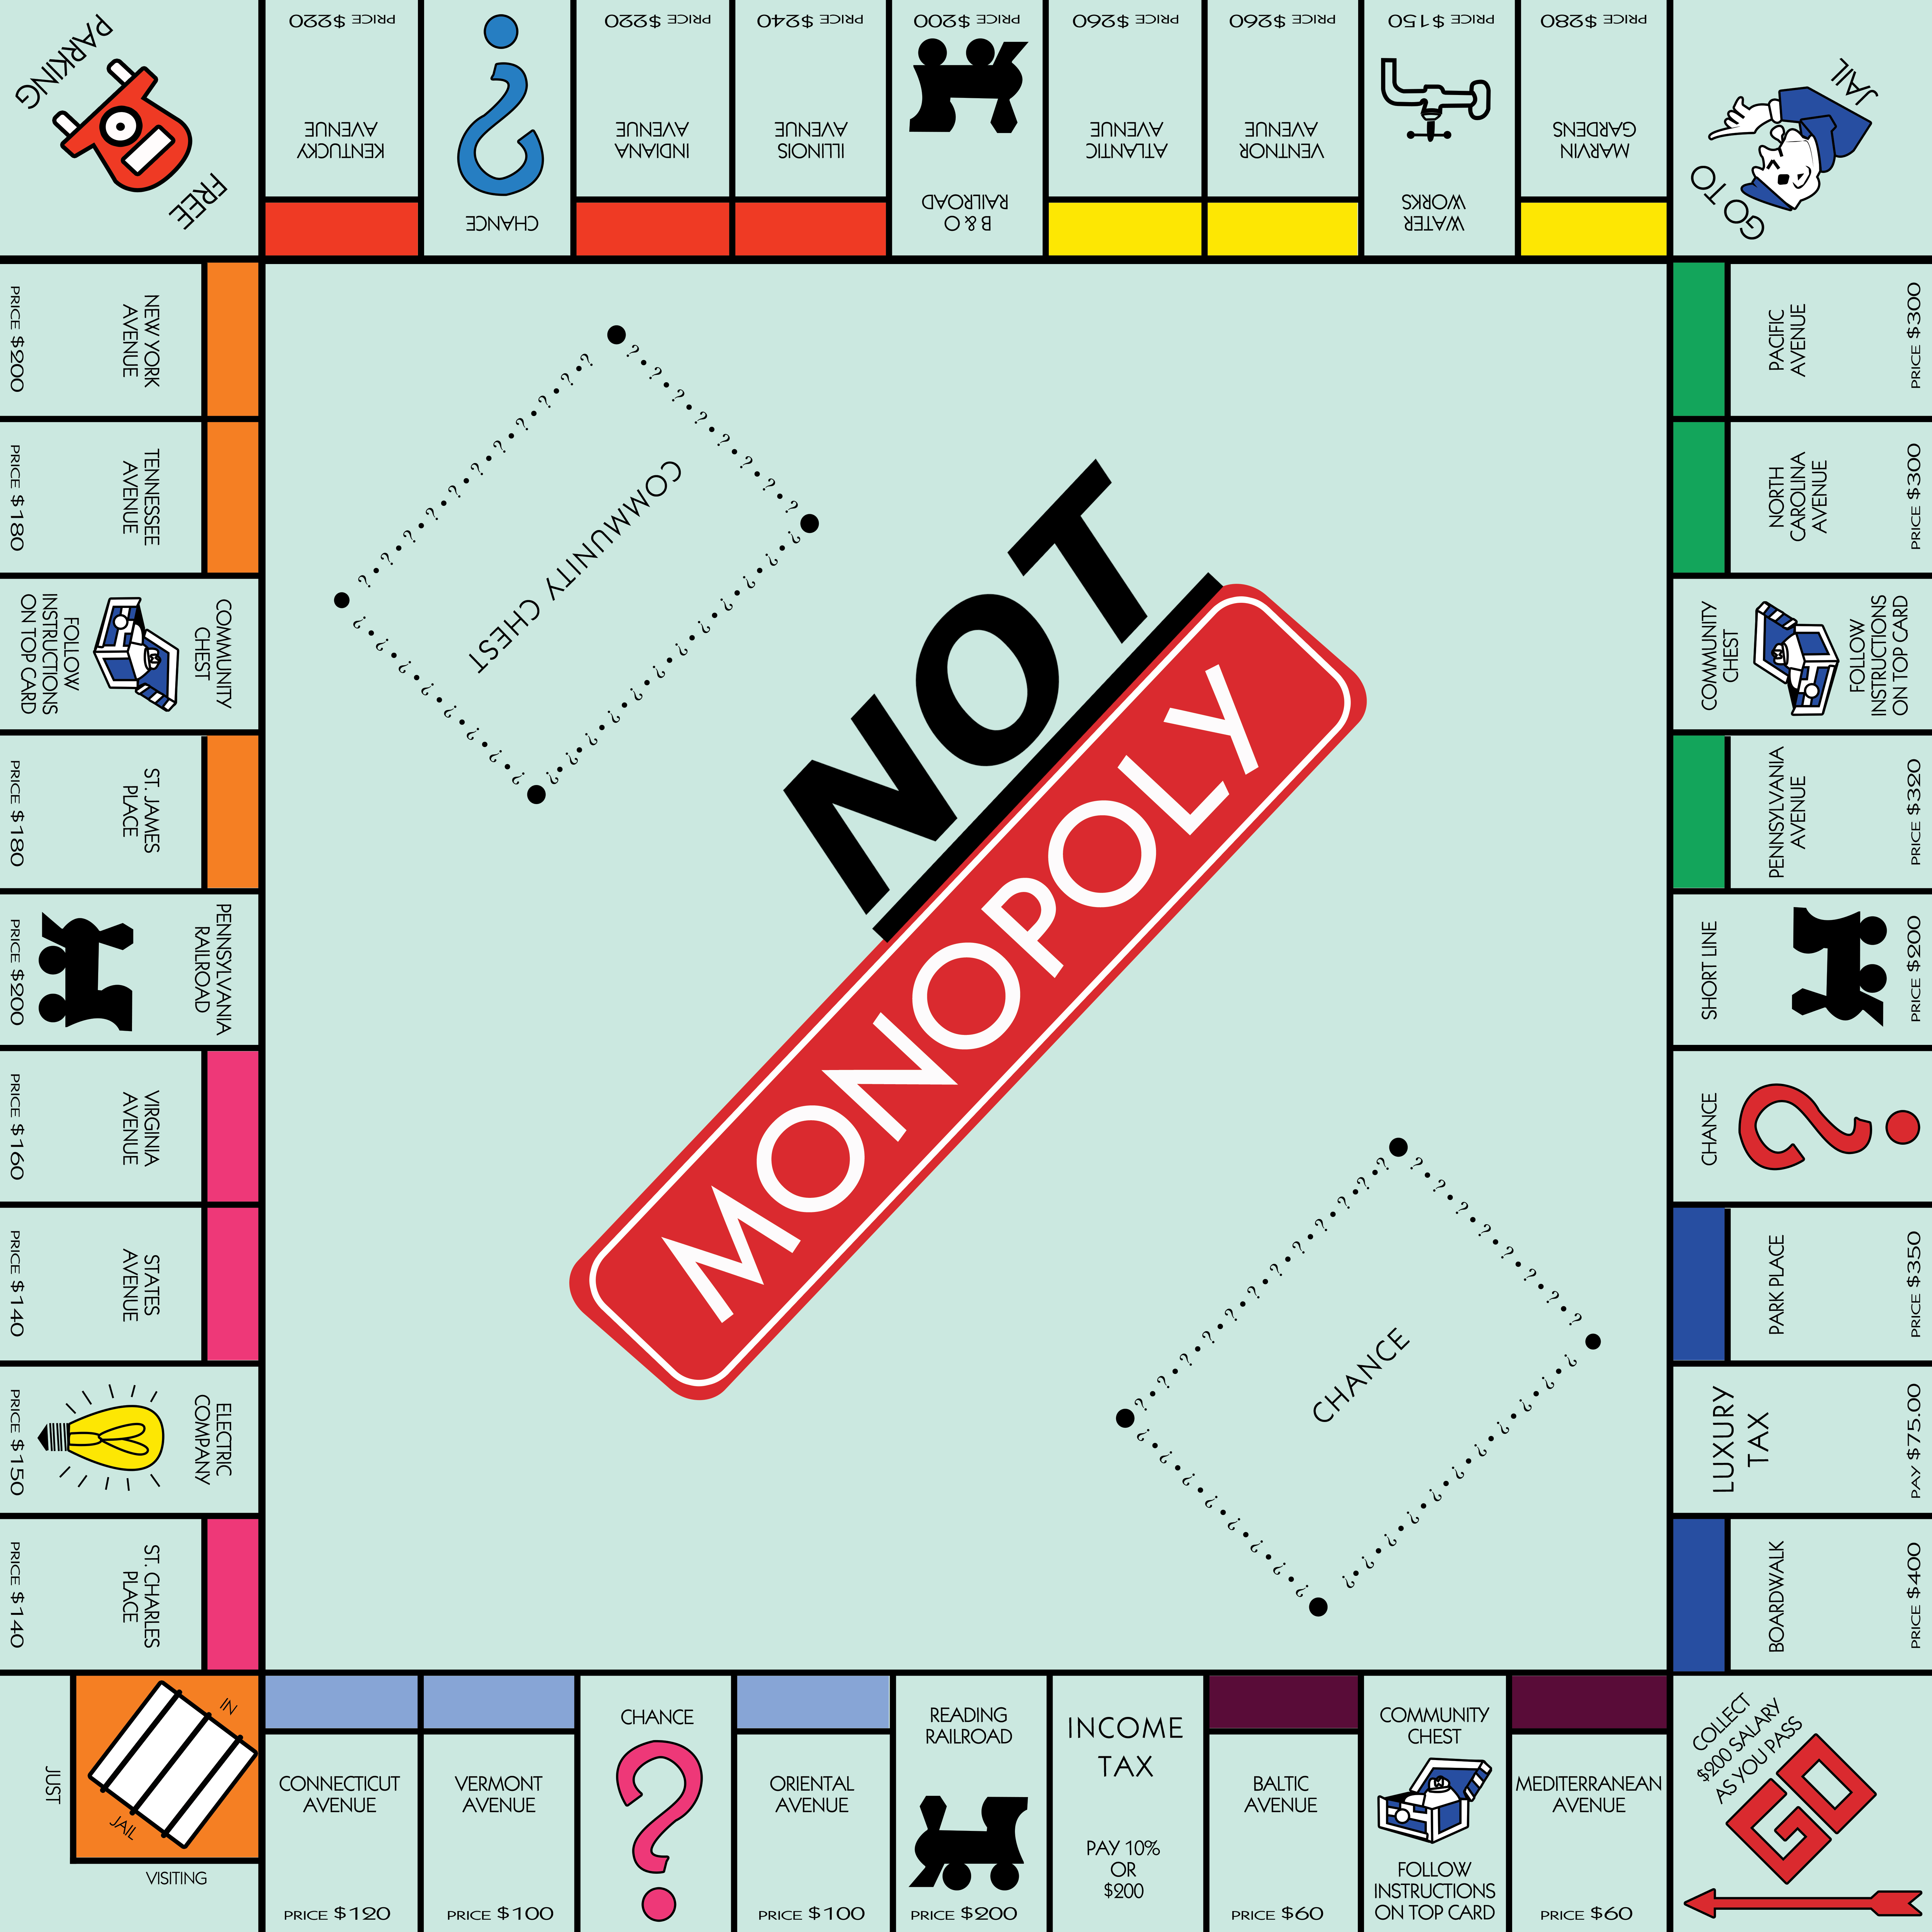 FREE
PARKING
PRICE $220
KENTUCKY
AVENUE
CHANCE
PRICE $220
INDIANA
AVENUE
PRICE $240
ILLINOIS
AVENUE
PRICE $200
B & O
RAILROAD
PRICE $260
ATLANTIC
AVENUE
PRICE $260
VENTNOR
AVENUE
PRICE $150
WATER
WORKS
PRICE $280
MARVIN
GARDENS
GO TO
JAIL
PACIFIC
AVENUE
PRICE $300
NORTH
CAROLINA
AVENUE
PRICE $300
COMMUNITY
CHEST
FOLLOW
INSTRUCTIONS
ON TOP CARD
PENNSYLVANIA
AVENUE
PRICE $320
SHORT LINE
PRICE $200
CHANCE
PARK PLACE
PRICE $350
LUXURY
TAX
PAY $75.00
BOARDWALK
PRICE $400
COLLECT
$200 SALARY
AS YOU PASS
GO
MEDITERRANEAN
AVENUE
PRICE $60
COMMUNITY
CHEST
FOLLOW
INSTRUCTIONS
ON TOP CARD
BALTIC
AVENUE
PRICE $60
INCOME
TAX
PAY 10%
OR
$200
READING
RAILROAD
PRICE $200
ORIENTAL
AVENUE
PRICE $100
CHANCE
VERMONT
AVENUE
PRICE $100
CONNECTICUT
AVENUE
PRICE $120
IN
JAIL
JUST
VISITING
ST. CHARLES
PLACE
PRICE $140
ELECTRIC
COMPANY
PRICE $150
STATES
AVENUE
PRICE $140
VIRGINIA
AVENUE
PRICE $160
PENNSYLVANIA
RAILROAD
PRICE $200
ST. JAMES
PLACE
PRICE $180
COMMUNITY
CHEST
FOLLOW
INSTRUCTIONS
ON TOP CARD
TENNESSEE
AVENUE
PRICE $180
NEW YORK
AVENUE
PRICE $200
COMMUNITY CHEST
NOT
MONOPOLY
CHANCE